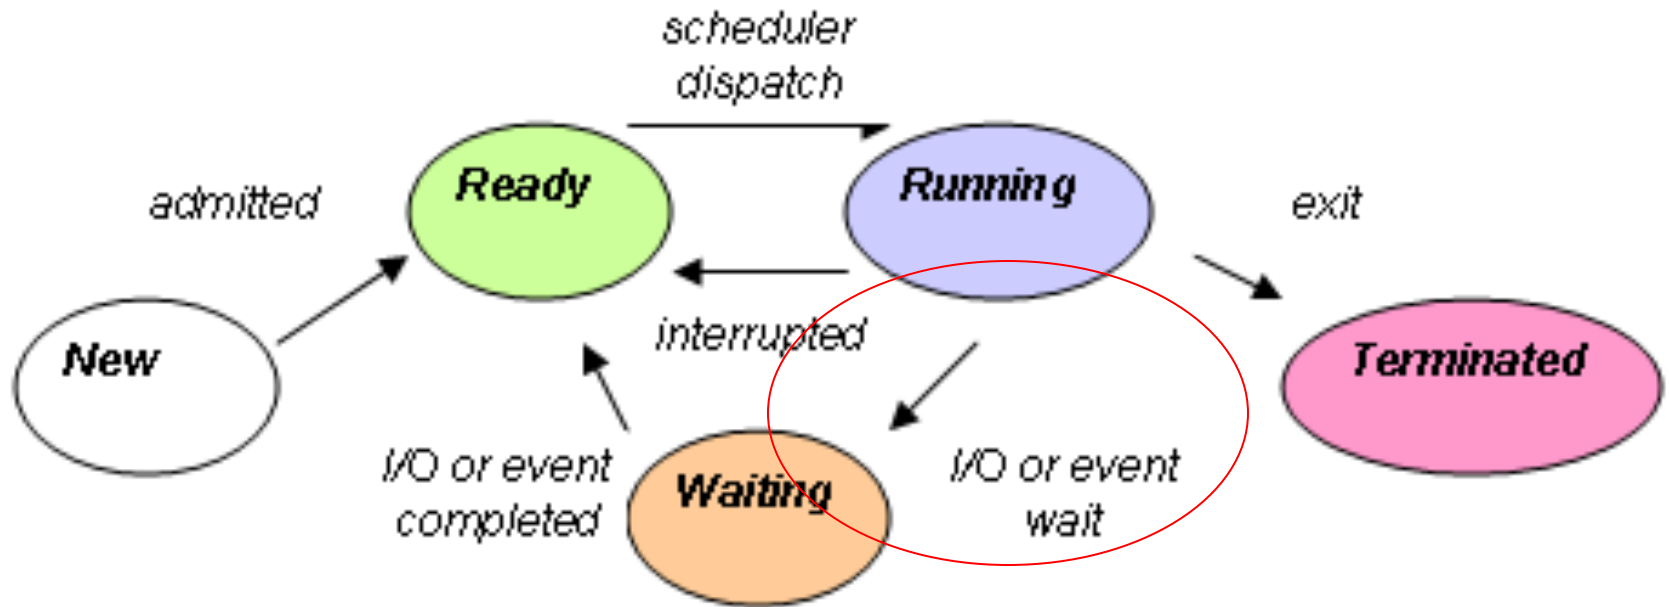 scheduler
dispatch
Ready
Running
admitted
exit
interrupted
New
Terminated
I/O or event
completed
Waiting
I/O or event
wait